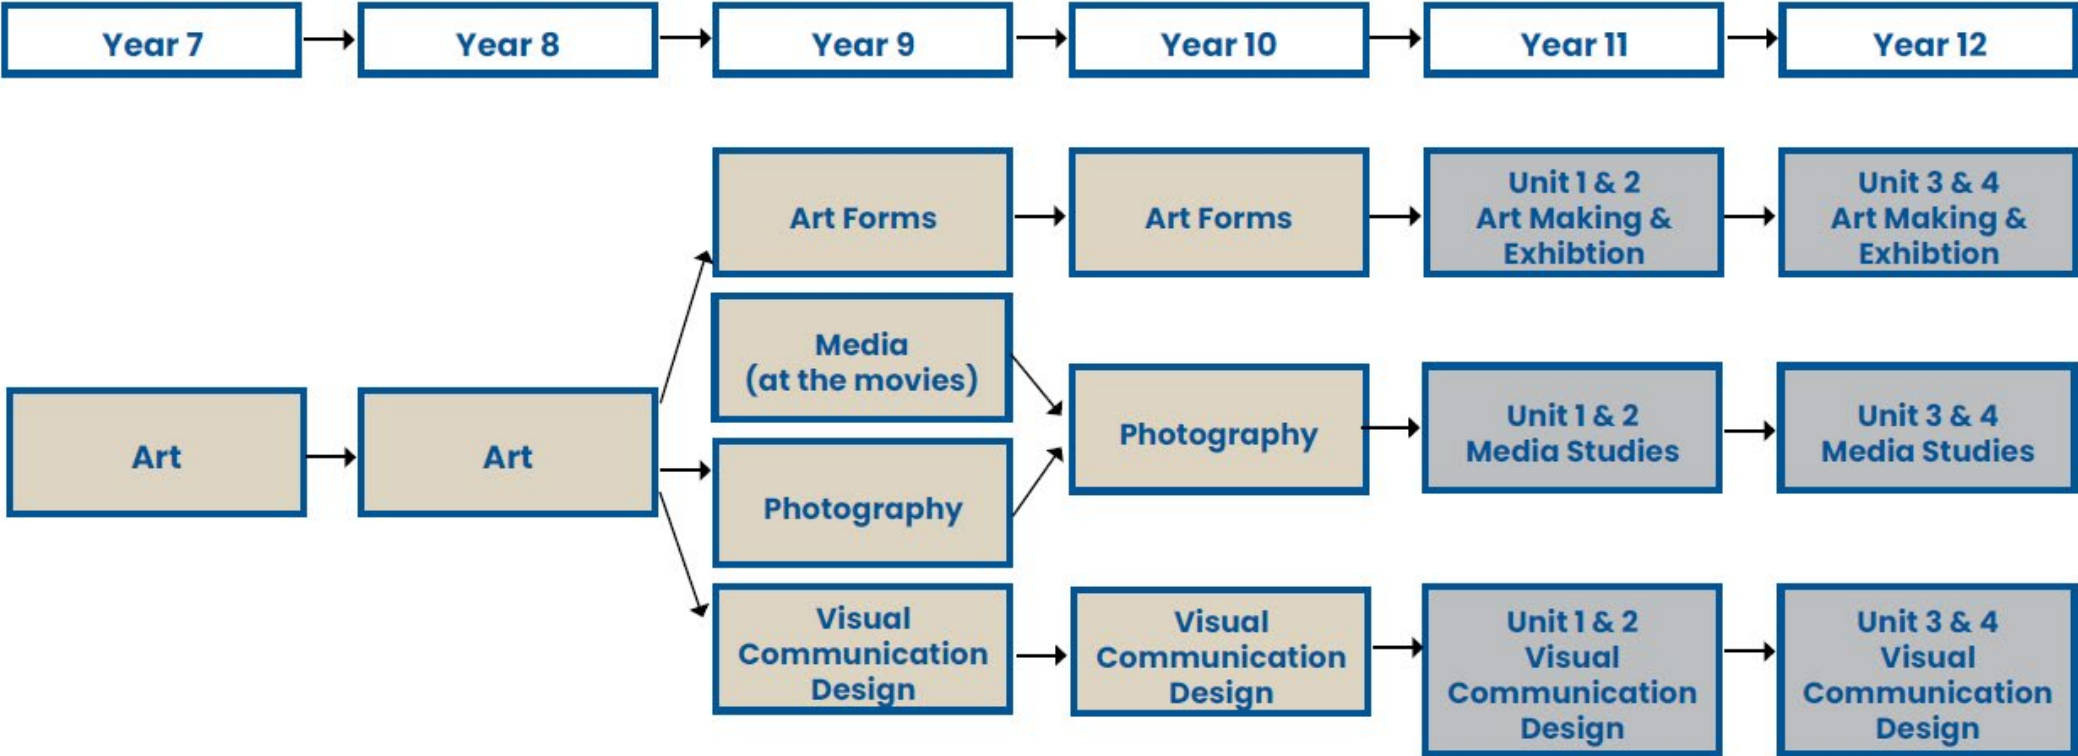 Year 7
Year 8
Year 9
Year 10
Year 11
Year 12
Art Forms
Art Forms
Unit 1 & 2
Art Making &
Exhibtion
Unit 3 & 4
Art Making &
Exhibtion
Media
(at the movies)
Art
Art
Photography
Photography
Unit 1 & 2
Media Studies
Unit 3 & 4
Media Studies
Visual
Communication
Design
Visual
Communication
Design
Unit 1 & 2
Visual
Communication
Design
Unit 3 & 4
Visual
Communication
Design